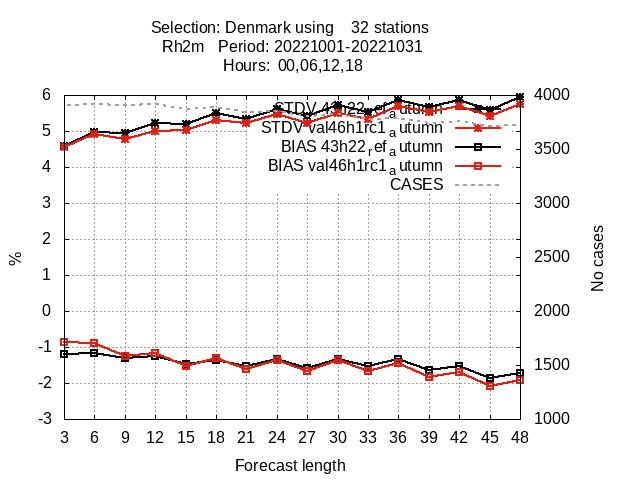 Selection: Denmark using    32 stations
Rh2m   Period: 20221001-20221031
Hours:  00,06,12,18
STDV 43h22_ref_autumn
STDV val46h1rc1_autumn
BIAS 43h22_ref_autumn
BIAS val46h1rc1_autumn
CASES
%
6
5
4
3
2
1
0
-1
-2
-3
4000
3500
3000
2500
2000
1500
1000
No cases
3 6 9 12 15 18 21 24 27 30 33 36 39 42 45 48
Forecast length